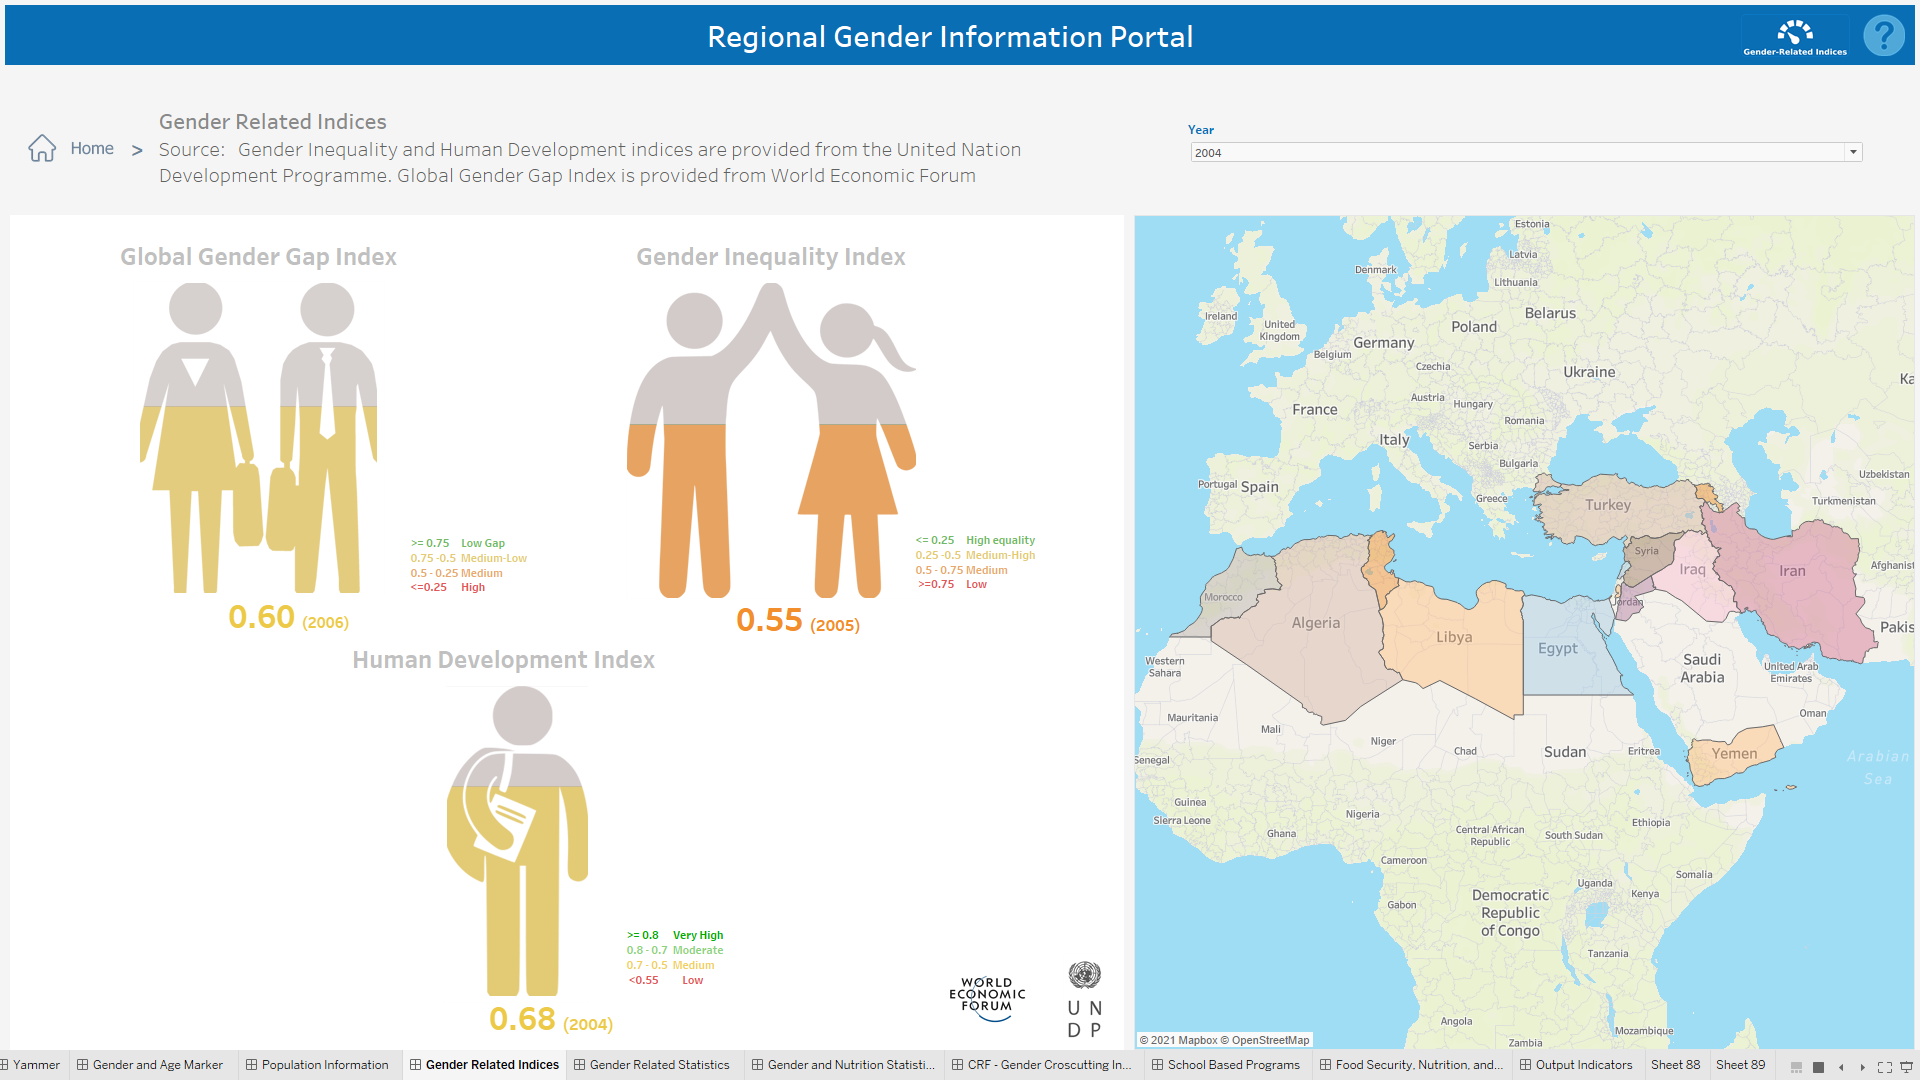 Regional Gender Information Portal
Gender-Related Indices
?
Home >
Gender Related Indices
Source: Gender Inequality and Human Development indices are provided from the United Nation
Development Programme. Global Gender Gap Index is provided from World Economic Forum
Year
2004
Global Gender Gap Index
>= 0.75 Low Gap
0.75 -0.5 Medium-Low
0.5 - 0.25 Medium
<=0.25 High
0.60 (2006)
Gender Inequality Index
<= 0.25 High equality
0.25 -0.5 Medium-High
0.5 - 0.75 Medium
>=0.75 Low
0.55 (2005)
Human Development Index
>= 0.8 Very High
0.8 - 0.7 Moderate
0.7 - 0.5 Medium
<0.55 Low
0.68 (2004)
WORLD
ECONOMIC
FORUM
U N
D P
Estonia
Latvia
Denmark
Lithuania
Ireland
United
Kingdom
Belarus
Poland
Germany
Belgium
Czechia
Ukraine
Ka
Austria
Hungary
France
Romania
Italy
Serbia
Bulgaria
Uzbekistan
Portugal
Spain
Greece
Turkmenistan
Turkey
Syria
Iraq
Iran
Afghanist
Morocco
Jordan
Algeria
Libya
Egypt
Pakis
Western
Sahara
Saudi
Arabia
United Arab
Emirates
Mauritania
Mali
Oman
Niger
Chad
Sudan
Eritrea
Yemen
Arabian
Sea
Senegal
Guinea
Sierra Leone
Nigeria
Ghana
Central African
Republic
South Sudan
Ethiopia
Cameroon
Somalia
Uganda
Kenya
Gabon
Democratic
Republic
of Congo
Tanzania
Angola
Mozambique
Zambia
© 2021 Mapbox © OpenStreetMap
Yammer
Gender and Age Marker
Population Information
Gender Related Indices
Gender Related Statistics
Gender and Nutrition Statisti...
CRF - Gender Croscutting In...
School Based Programs
Food Security, Nutrition, and...
Output Indicators
Sheet 88
Sheet 89